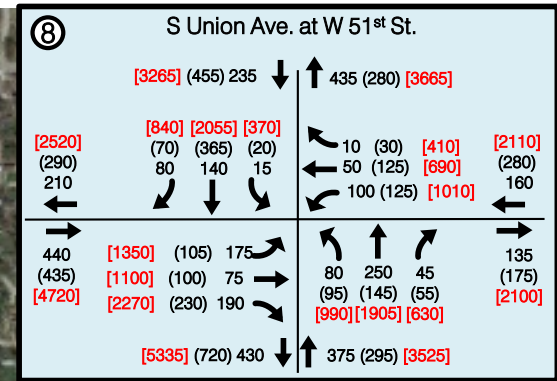 8
S Union Ave. at W 51st St.
[3265] (455) 235
435 (280) [3665]
[840] [2055] [370]
(70) (365) (20)
80 140 15
10 (30) [410]
50 (125) [690]
100 (125) [1010]
[2520]
(290)
210
[2110]
(280)
160
440
(435)
[4720]
[1350] (105) 175
[1100] (100) 75
[2270] (230) 190
80 250 45
(95) (145) (55)
[990] [1905] [630]
135
(175)
[2100]
[5335] (720) 430
375 (295) [3525]